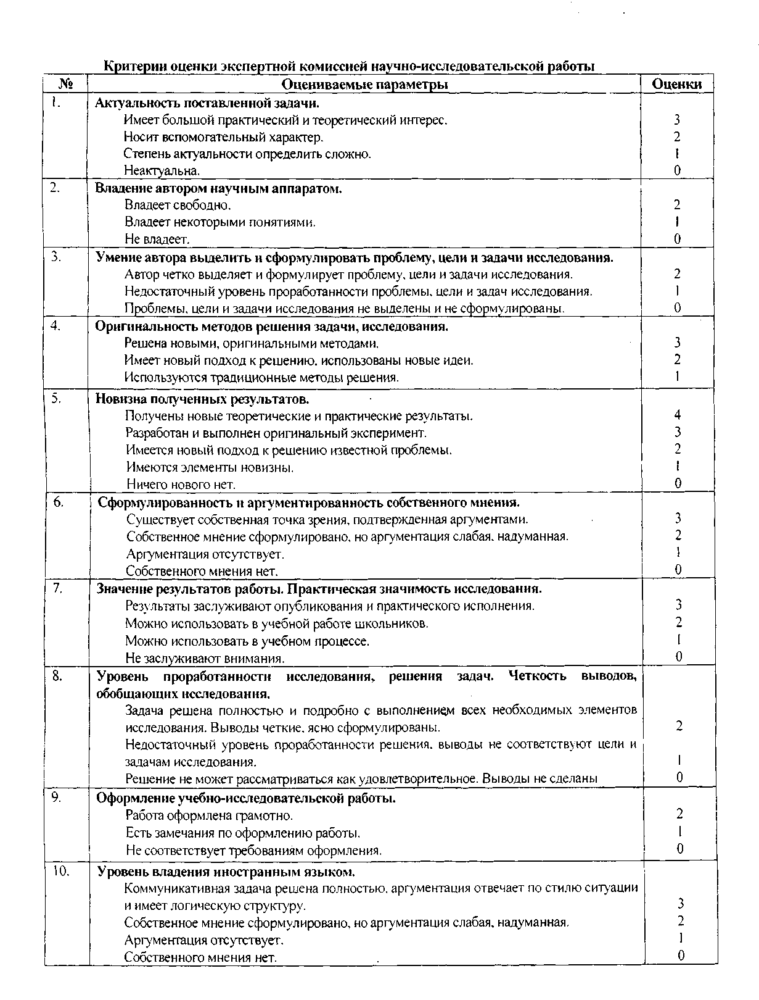 Критерии оценки экспертной комиссией научно-исследовательской работы
№ Оцениваемые параметры Оценки
1. Актуальность поставленной задачи.
Имеет большой практический и теоретический интерес. 3
Носит вспомогательный характер. 2
Степень актуальности определить сложно. 1
Неактуальна. 0
2. Владение автором научным аппаратом.
Владеет свободно. 2
Владеет некоторыми понятиями. 1
Не владеет. 0
3. Умение автора выделить и сформулировать проблему, цели и задачи исследования.
Автор четко выделяет и формулирует проблему, цели и задачи исследования. 2
Недостаточный уровень проработанности проблемы, цели и задач исследования. 1
Проблемы, цели и задачи исследования не выделены и не сформулированы. 0
4. Оригинальность методов решения задачи, исследования.
Решена новыми, оригинальными методами. 3
Имеет новый подход к решению, использованы новые идеи. 2
Используются традиционные методы решения. 1
5. Новизна полученных результатов.
Получены новые теоретические и практические результаты. 4
Разработан и выполнен оригинальный эксперимент. 3
Имеется новый подход к решению известной проблемы. 2
Имеются элементы новизны. 1
Ничего нового нет. 0
6. Сформулированность и аргументированность собственного мнения.
Существует собственная точка зрения, подтвержденная аргументами. 3
Собственное мнение сформулировано, но аргументация слабая, надуманная. 2
Аргументация отсутствует. 1
Собственного мнения нет. 0
7. Значение результатов работы. Практическая значимость исследования.
Результаты заслуживают опубликования и практического исполнения. 3
Можно использовать в учебной работе школьников. 2
Можно использовать в учебном процессе. 1
Не заслуживают внимания. 0
8. Уровень проработанности исследования, решения задач. Четкость выводов,
обобщающих исследования.
Задача решена полностью и подробно с выполнением всех необходимых элементов
исследования. Выводы четкие, ясно сформулированы. 2
Недостаточный уровень проработанности решения, выводы не соответствуют цели и
задачам исследования. 1
Решение не может рассматриваться как удовлетворительное. Выводы не сделаны 0
9. Оформление учебно-исследовательской работы.
Работа оформлена грамотно. 2
Есть замечания по оформлению работы. 1
Не соответствует требованиям оформления. 0
10. Уровень владения иностранным языком.
Коммуникативная задача решена полностью, аргументация отвечает по стилю ситуации
и имеет логическую структуру. 3
Собственное мнение сформулировано, но аргументация слабая, надуманная. 2
Аргументация отсутствует. 1
Собственного мнения нет. 0